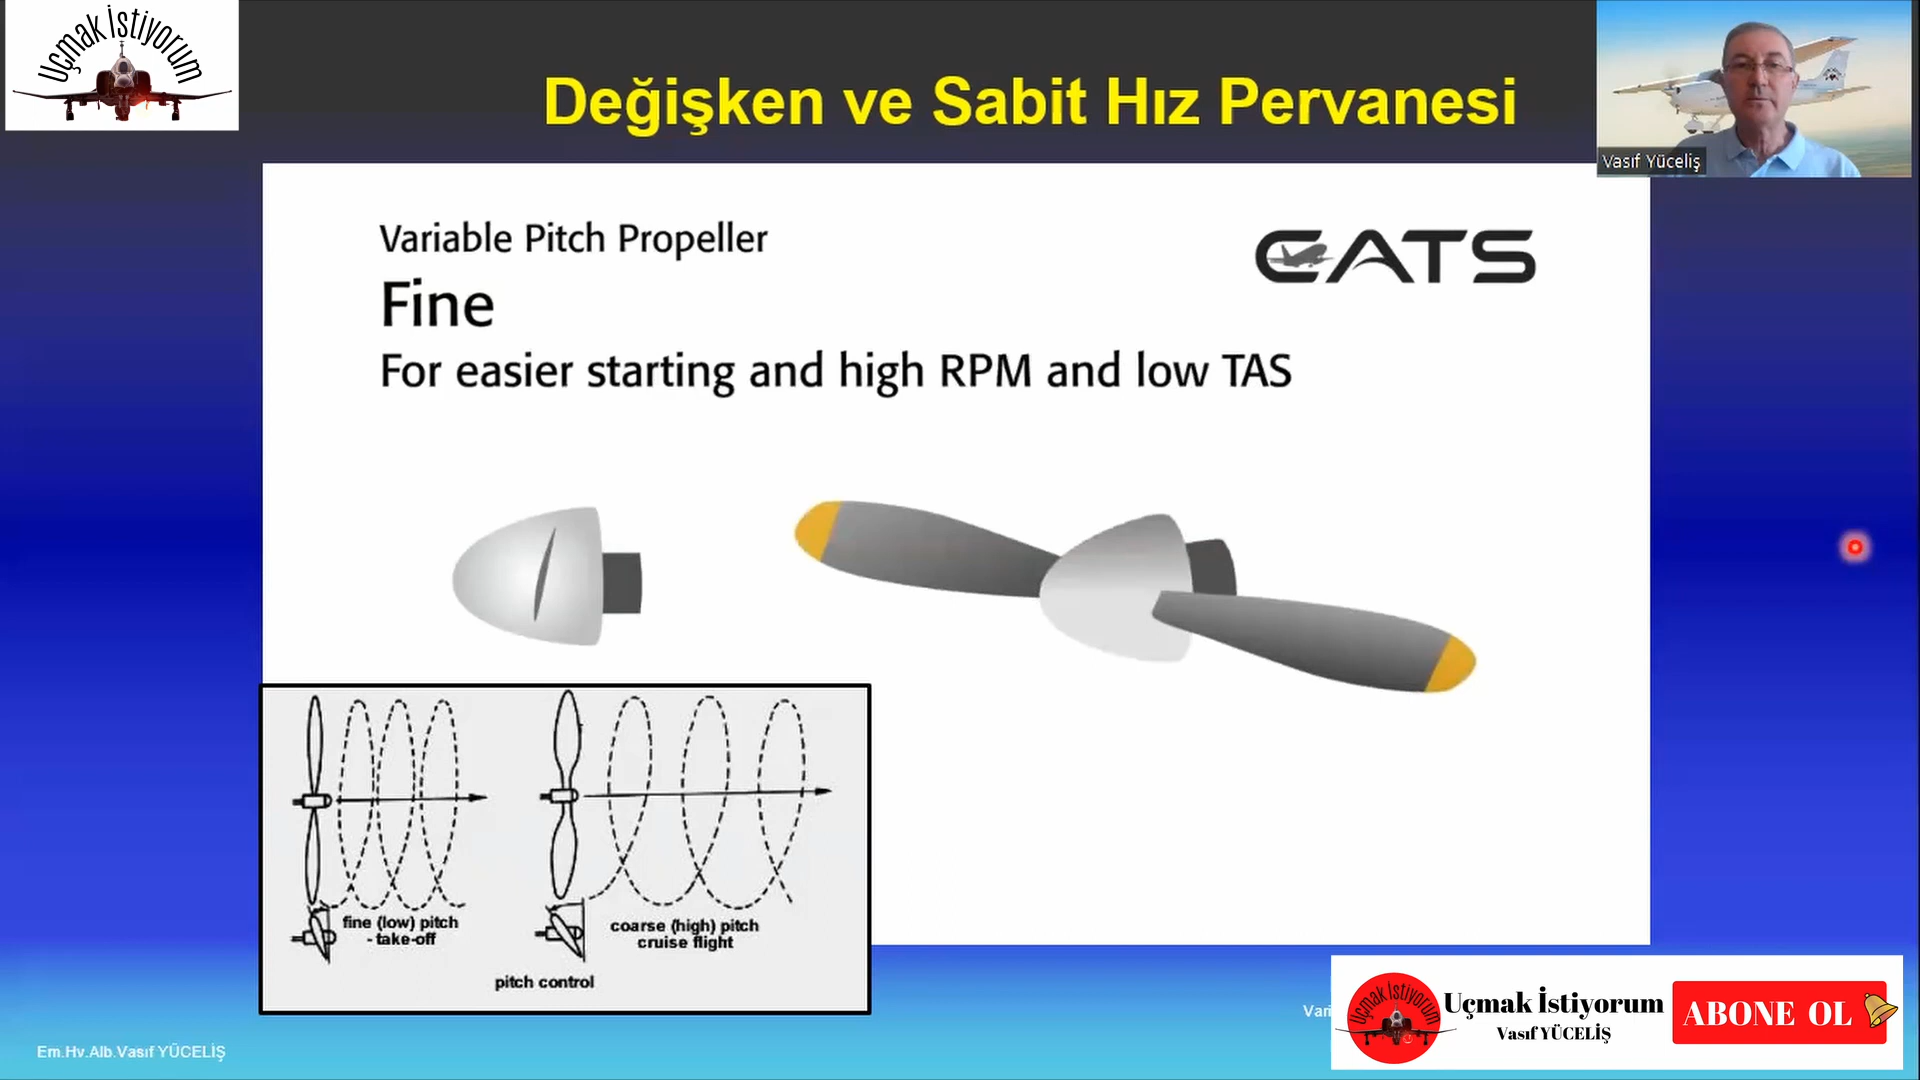 Uçmak İstiyorum
Değişken ve Sabit Hız Pervanesi
Vasıf Yüceliş
Variable Pitch Propeller
CATS
Fine
For easier starting and high RPM and low TAS
fine (low) pitch
- take-off
coarse (high) pitch
cruise flight
pitch control
Em.Hv.Alb.Vasıf YÜCELİŞ
Uçmak İstiyorum
Uçmak İstiyorum
Vasıf YÜCELİŞ
ABONE OL